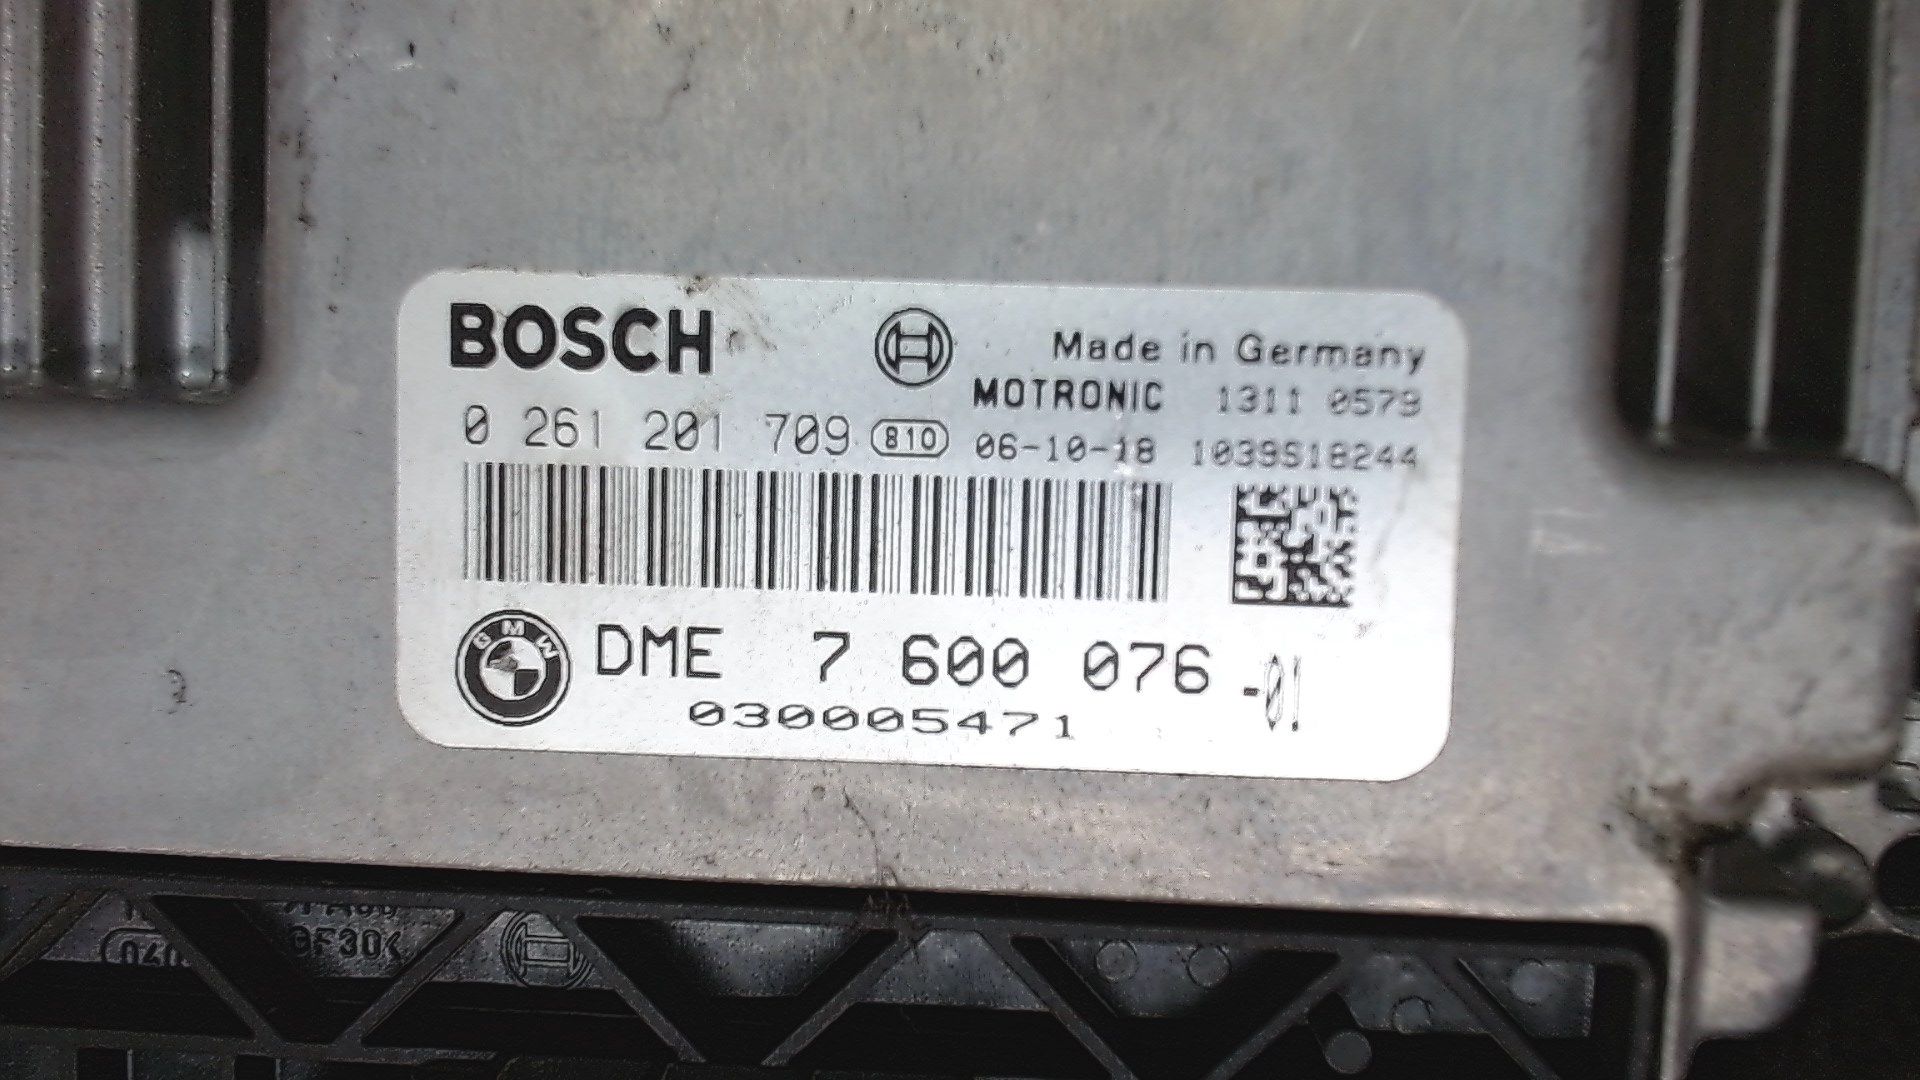 BOSCH
Made in Germany
MOTRONIC 1311 0579
0 261 201 709 810 06-10-18 1039S18244
BMW DME 7 600 076 -01
030005471